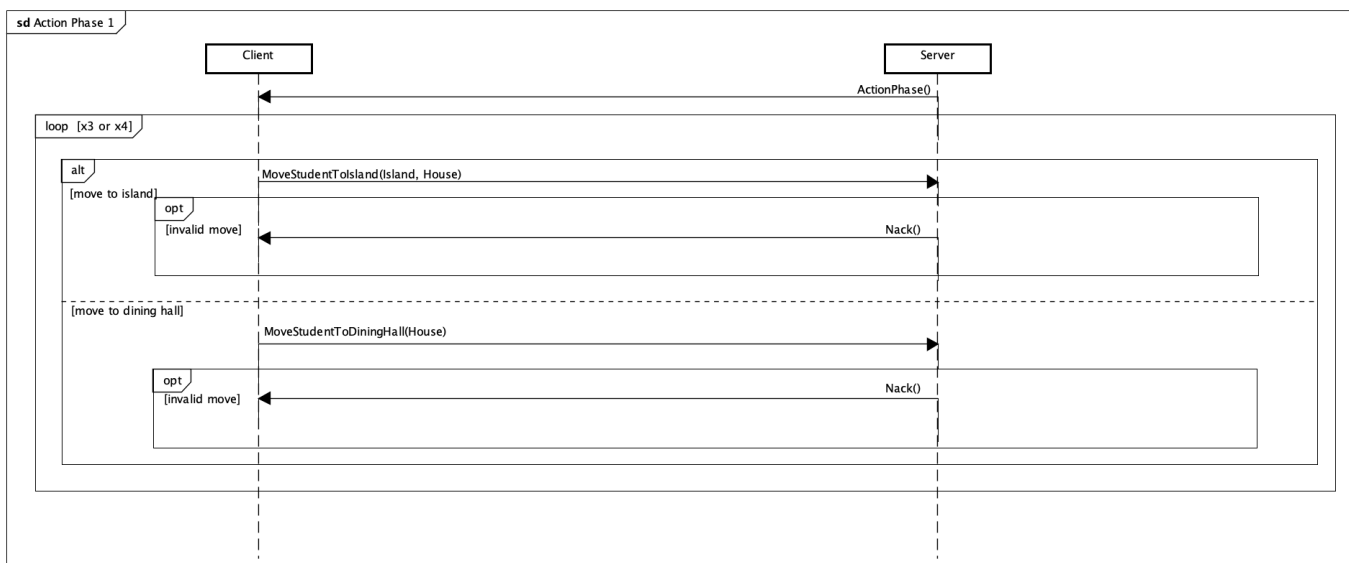 sd Action Phase 1
Client
Server
ActionPhase()
loop [x3 or x4]
alt
MoveStudentToIsland(Island, House)
[move to island]
opt
[invalid move]
Nack()
[move to dining hall]
MoveStudentToDiningHall(House)
opt
Nack()
[invalid move]